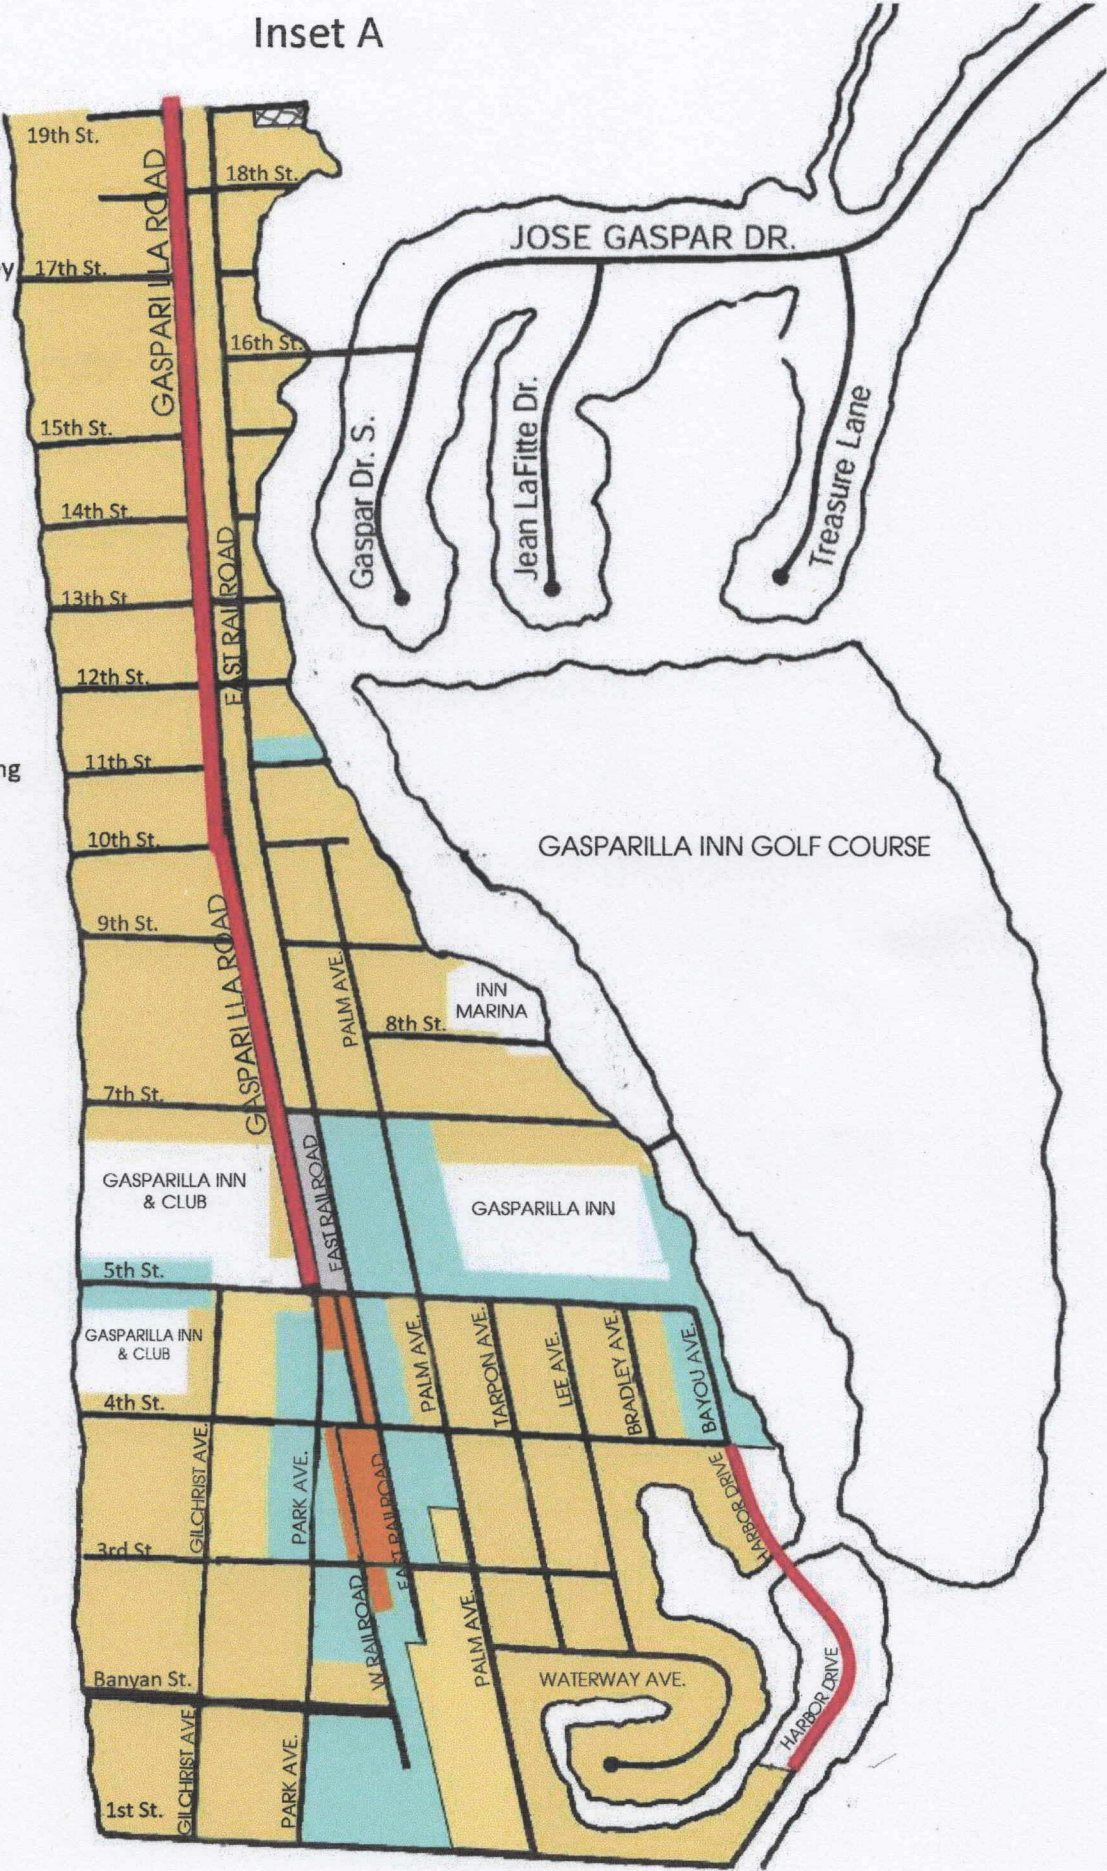 Inset A
19th St.
GASPARILLA ROAD
18th St.
JOSE GASPAR DR.
17th St.
16th St.
15th St.
Gaspar Dr. S.
Jean LaFitte Dr.
Treasure Lane
14th St.
EAST RAILROAD
13th St
12th St.
11th St.
ng
10th St.
GASPARILLA INN GOLF COURSE
9th St.
GASPARILLA ROAD
PALM AVE.
INN
MARINA
8th St.
7th St.
EAST RAILROAD
GASPARILLA INN
& CLUB
GASPARILLA INN
5th St.
GASPARILLA INN
& CLUB
PALM AVE.
TARPON AVE.
LEE AVE.
BRADLEY AVE.
BAYOU AVE.
4th St.
GILCHRIST AVE.
PARK AVE.
EAST RAILROAD
HARBOR DRIVE
3rd St
W RAILROAD
PALM AVE.
Banyan St.
WATERWAY AVE.
HARBOR DRIVE
GILCHRIST AVE.
PARK AVE.
1st St.